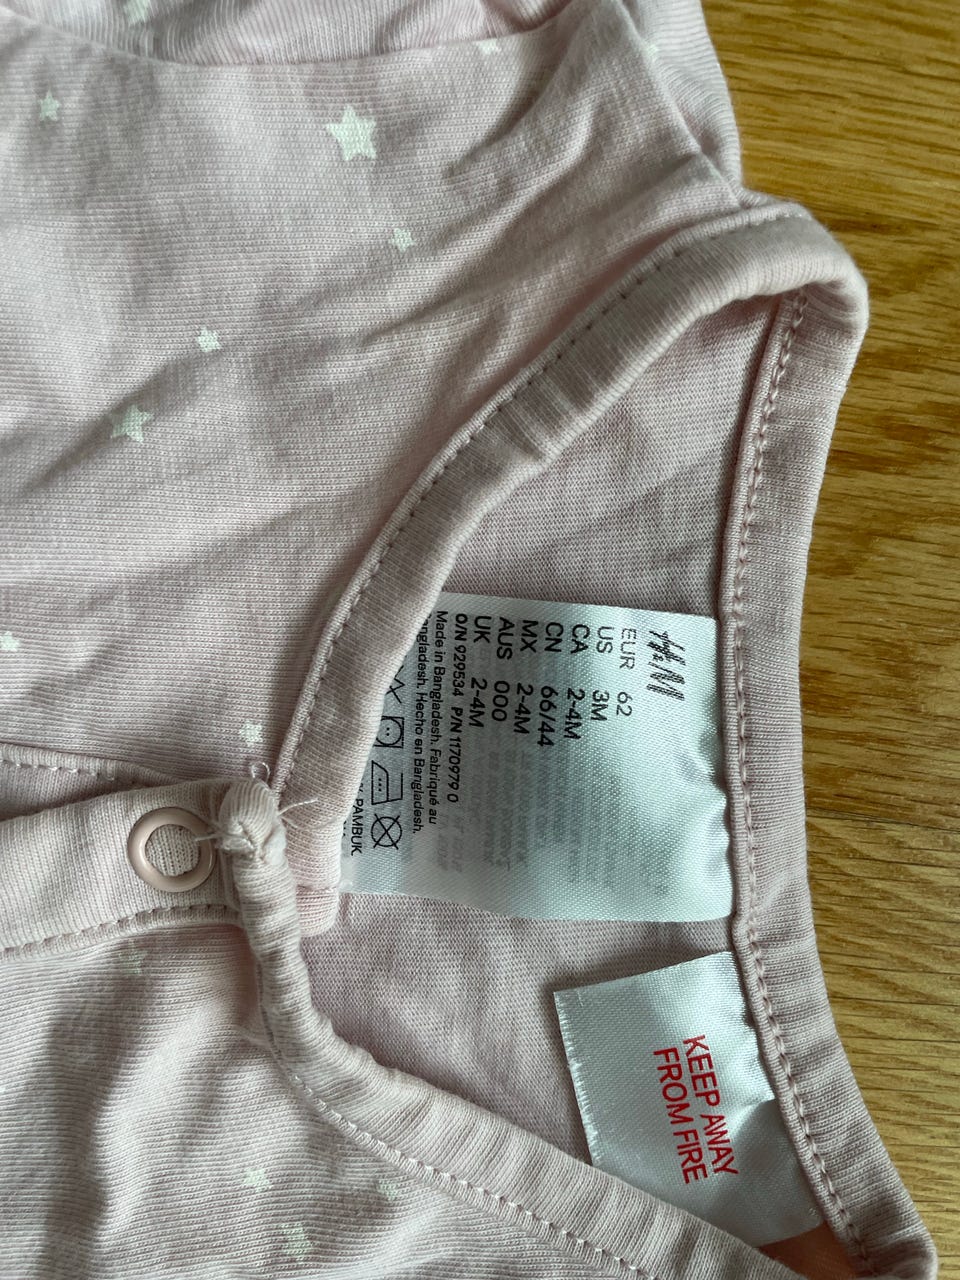 H&M
EUR 62
US 3M
CA 2-4M
CN 66/44
MX 2-4M
AUS 000
UK 2-4M
O/N 929534 P/N 1170979 0
Made in Bangladesh. Fabriqué au
Bangladesh. Hecho en Bangladesh.
PAMBUK.
KEEP AWAY
FROM FIRE